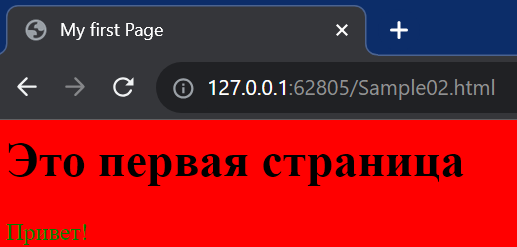 My first Page
127.0.0.1:62805/Sample02.html
Это первая страница
Привет!